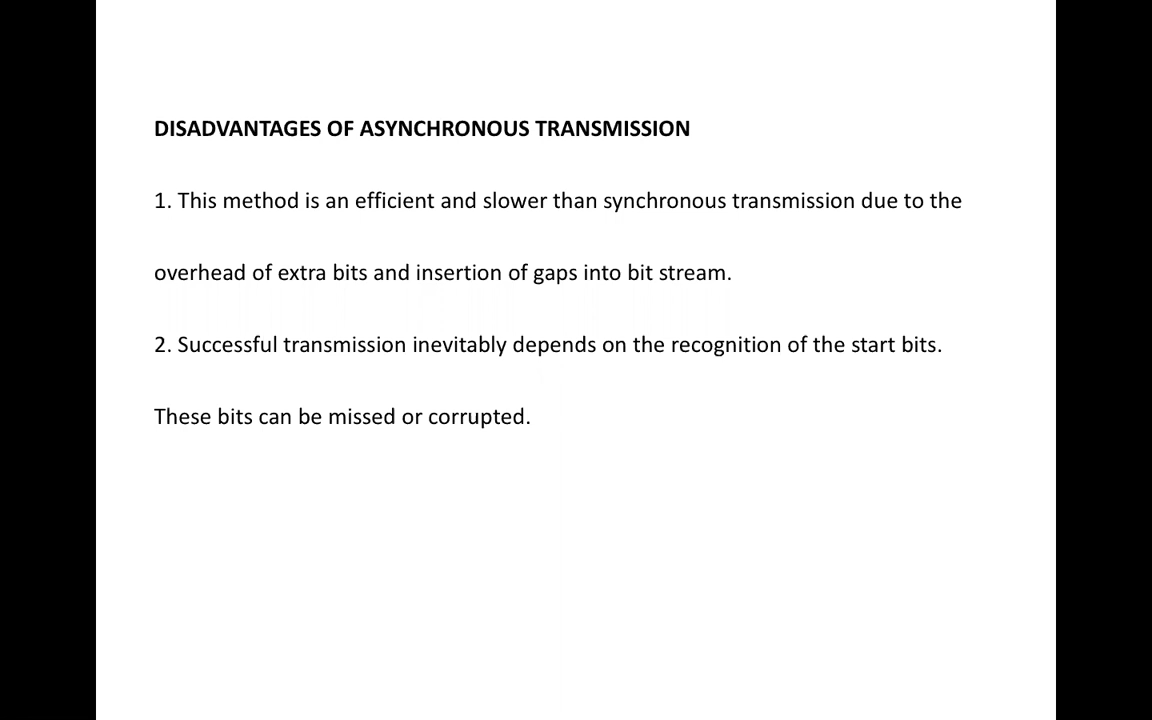 DISADVANTAGES OF ASYNCHRONOUS TRANSMISSION
1. This method is an efficient and slower than synchronous transmission due to the
overhead of extra bits and insertion of gaps into bit stream.
2. Successful transmission inevitably depends on the recognition of the start bits.
These bits can be missed or corrupted.